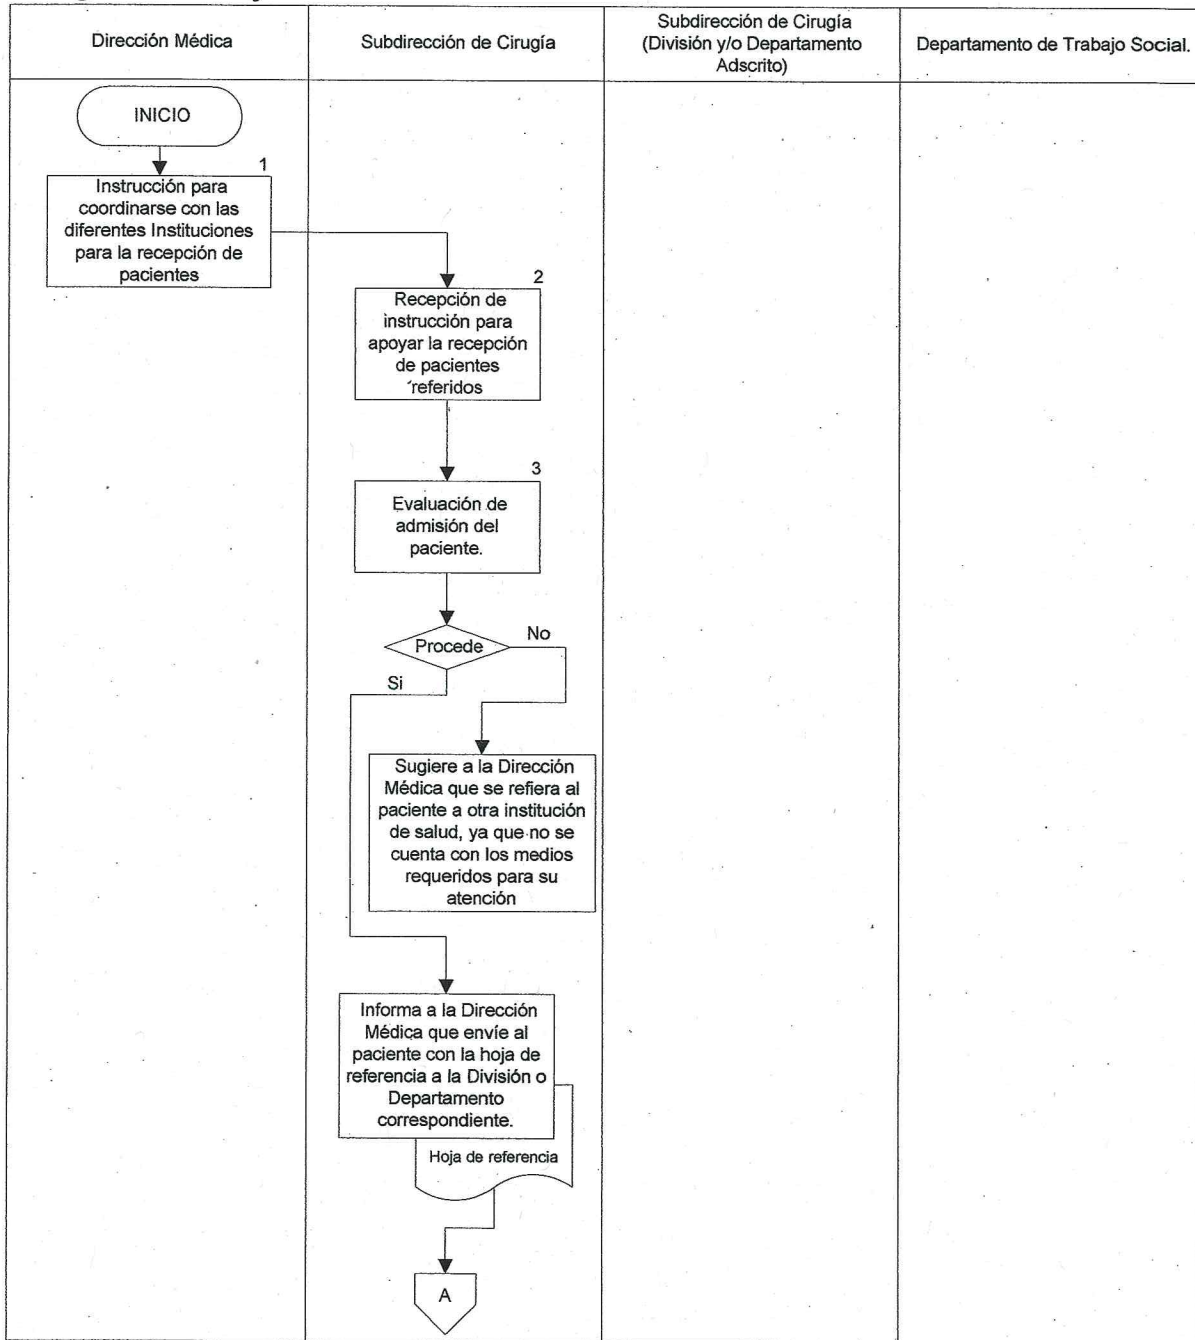 Dirección Médica
Subdirección de Cirugía
Subdirección de Cirugía
(División y/o Departamento
Adscrito)
Departamento de Trabajo Social.
INICIO
1
Instrucción para
coordinarse con las
diferentes Instituciones
para la recepción de
pacientes
2
Recepción de
instrucción para
apoyar la recepción
de pacientes
referidos
3
Evaluación de
admisión del
paciente.
Procede
No
Si
Sugiere a la Dirección
Médica que se refiera al
paciente a otra institución
de salud, ya que no se
cuenta con los medios
requeridos para su
atención
Informa a la Dirección
Médica que envíe al
paciente con la hoja de
referencia a la División o
Departamento
correspondiente.
Hoja de referencia
A